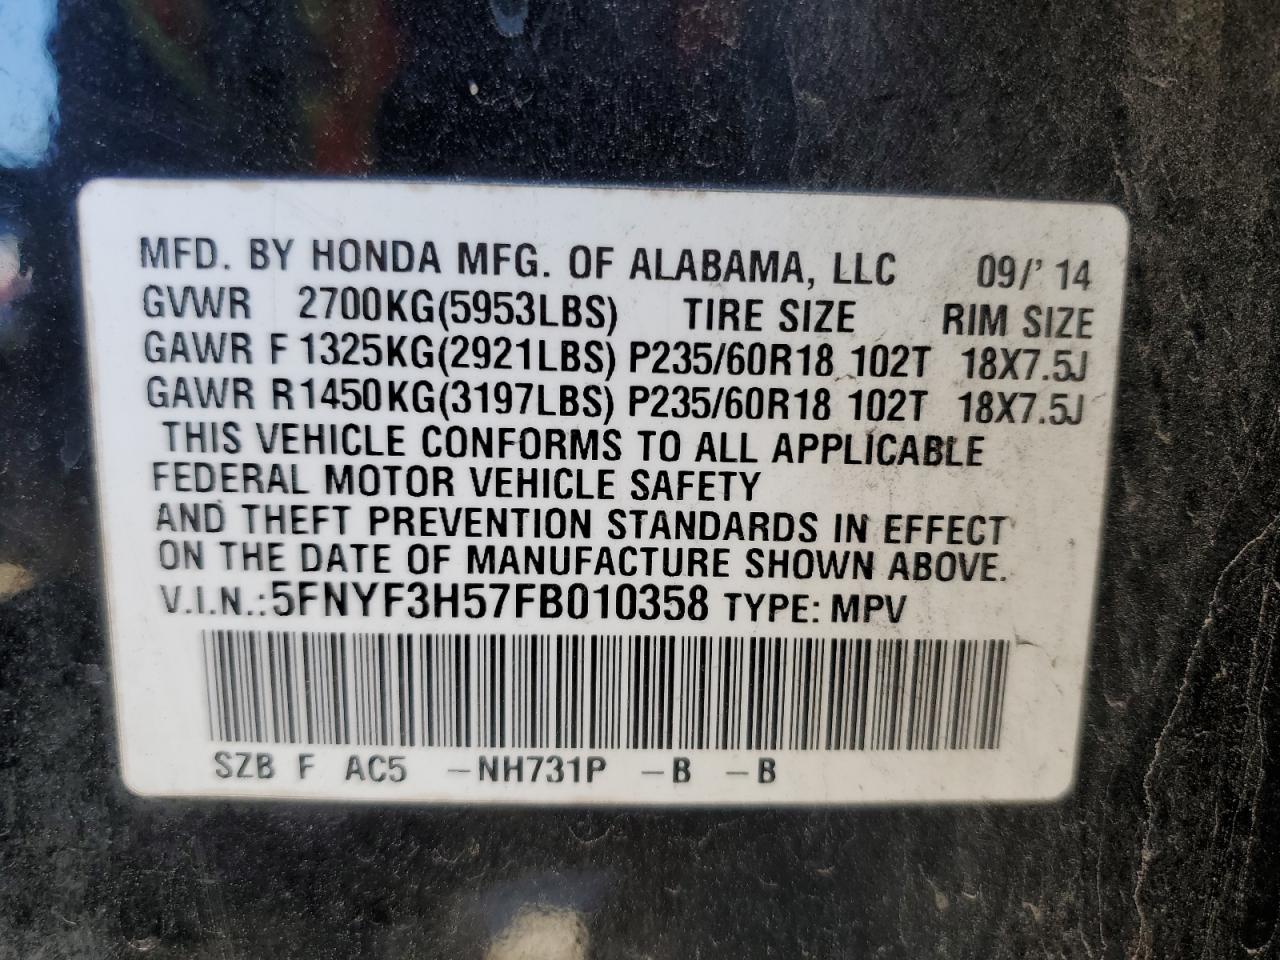 MFD. BY HONDA MFG. OF ALABAMA, LLC 09/'14
GVWR 2700KG(5953LBS) TIRE SIZE RIM SIZE
GAWR F 1325KG(2921LBS) P235/60R18 102T 18X7.5J
GAWR R1450KG(3197LBS) P235/60R18 102T 18X7.5J
THIS VEHICLE CONFORMS TO ALL APPLICABLE
FEDERAL MOTOR VEHICLE SAFETY
AND THEFT PREVENTION STANDARDS IN EFFECT
ON THE DATE OF MANUFACTURE SHOWN ABOVE.
V.I.N.:5FNYF3H57FB010358 TYPE: MPV
SZB F AC5 -NH731P -B -B